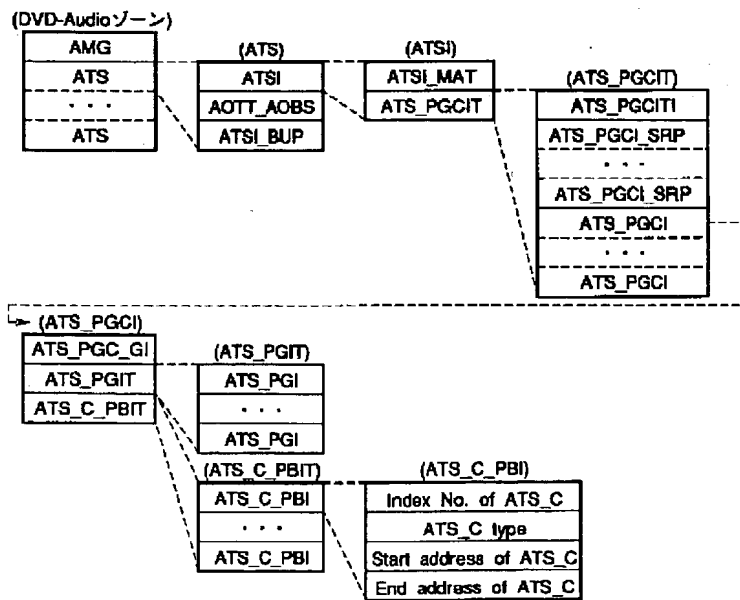 (DVD-Audioゾーン)
AMG
ATS
・・・
ATS
(ATS)
ATSI
AOTT_AOBS
ATSI_BUP
(ATSI)
ATSI_MAT
ATS_PGCIT
(ATS_PGCIT)
ATS_PGCITI
ATS_PGCI_SRP
・・・
ATS_PGCI_SRP
ATS_PGCI
・・・
ATS_PGCI
(ATS_PGCI)
ATS_PGC_GI
ATS_PGIT
ATS_C_PBIT
(ATS_PGIT)
ATS_PGI
・・・
ATS_PGI
(ATS_C_PBIT)
ATS_C_PBI
・・・
ATS_C_PBI
(ATS_C_PBI)
Index No. of ATS_C
ATS_C type
Start address of ATS_C
End address of ATS_C